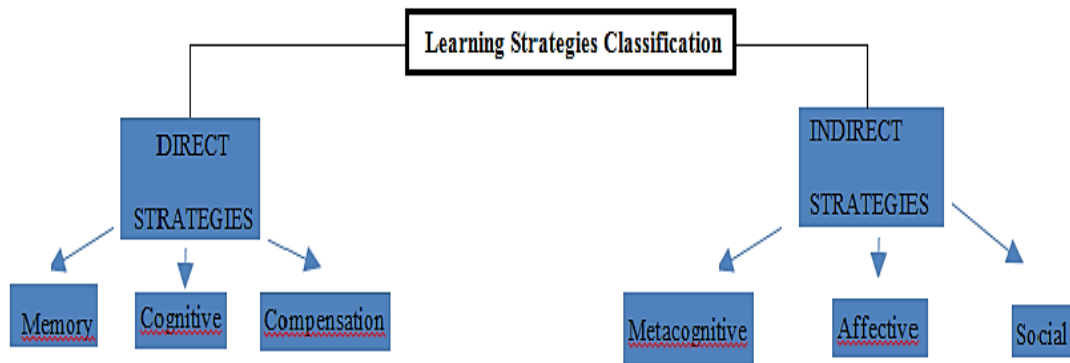 Learning Strategies Classification
DIRECT
STRATEGIES
INDIRECT
STRATEGIES
Memory
Cognitive
Compensation
Metacognitive
Affective
Social